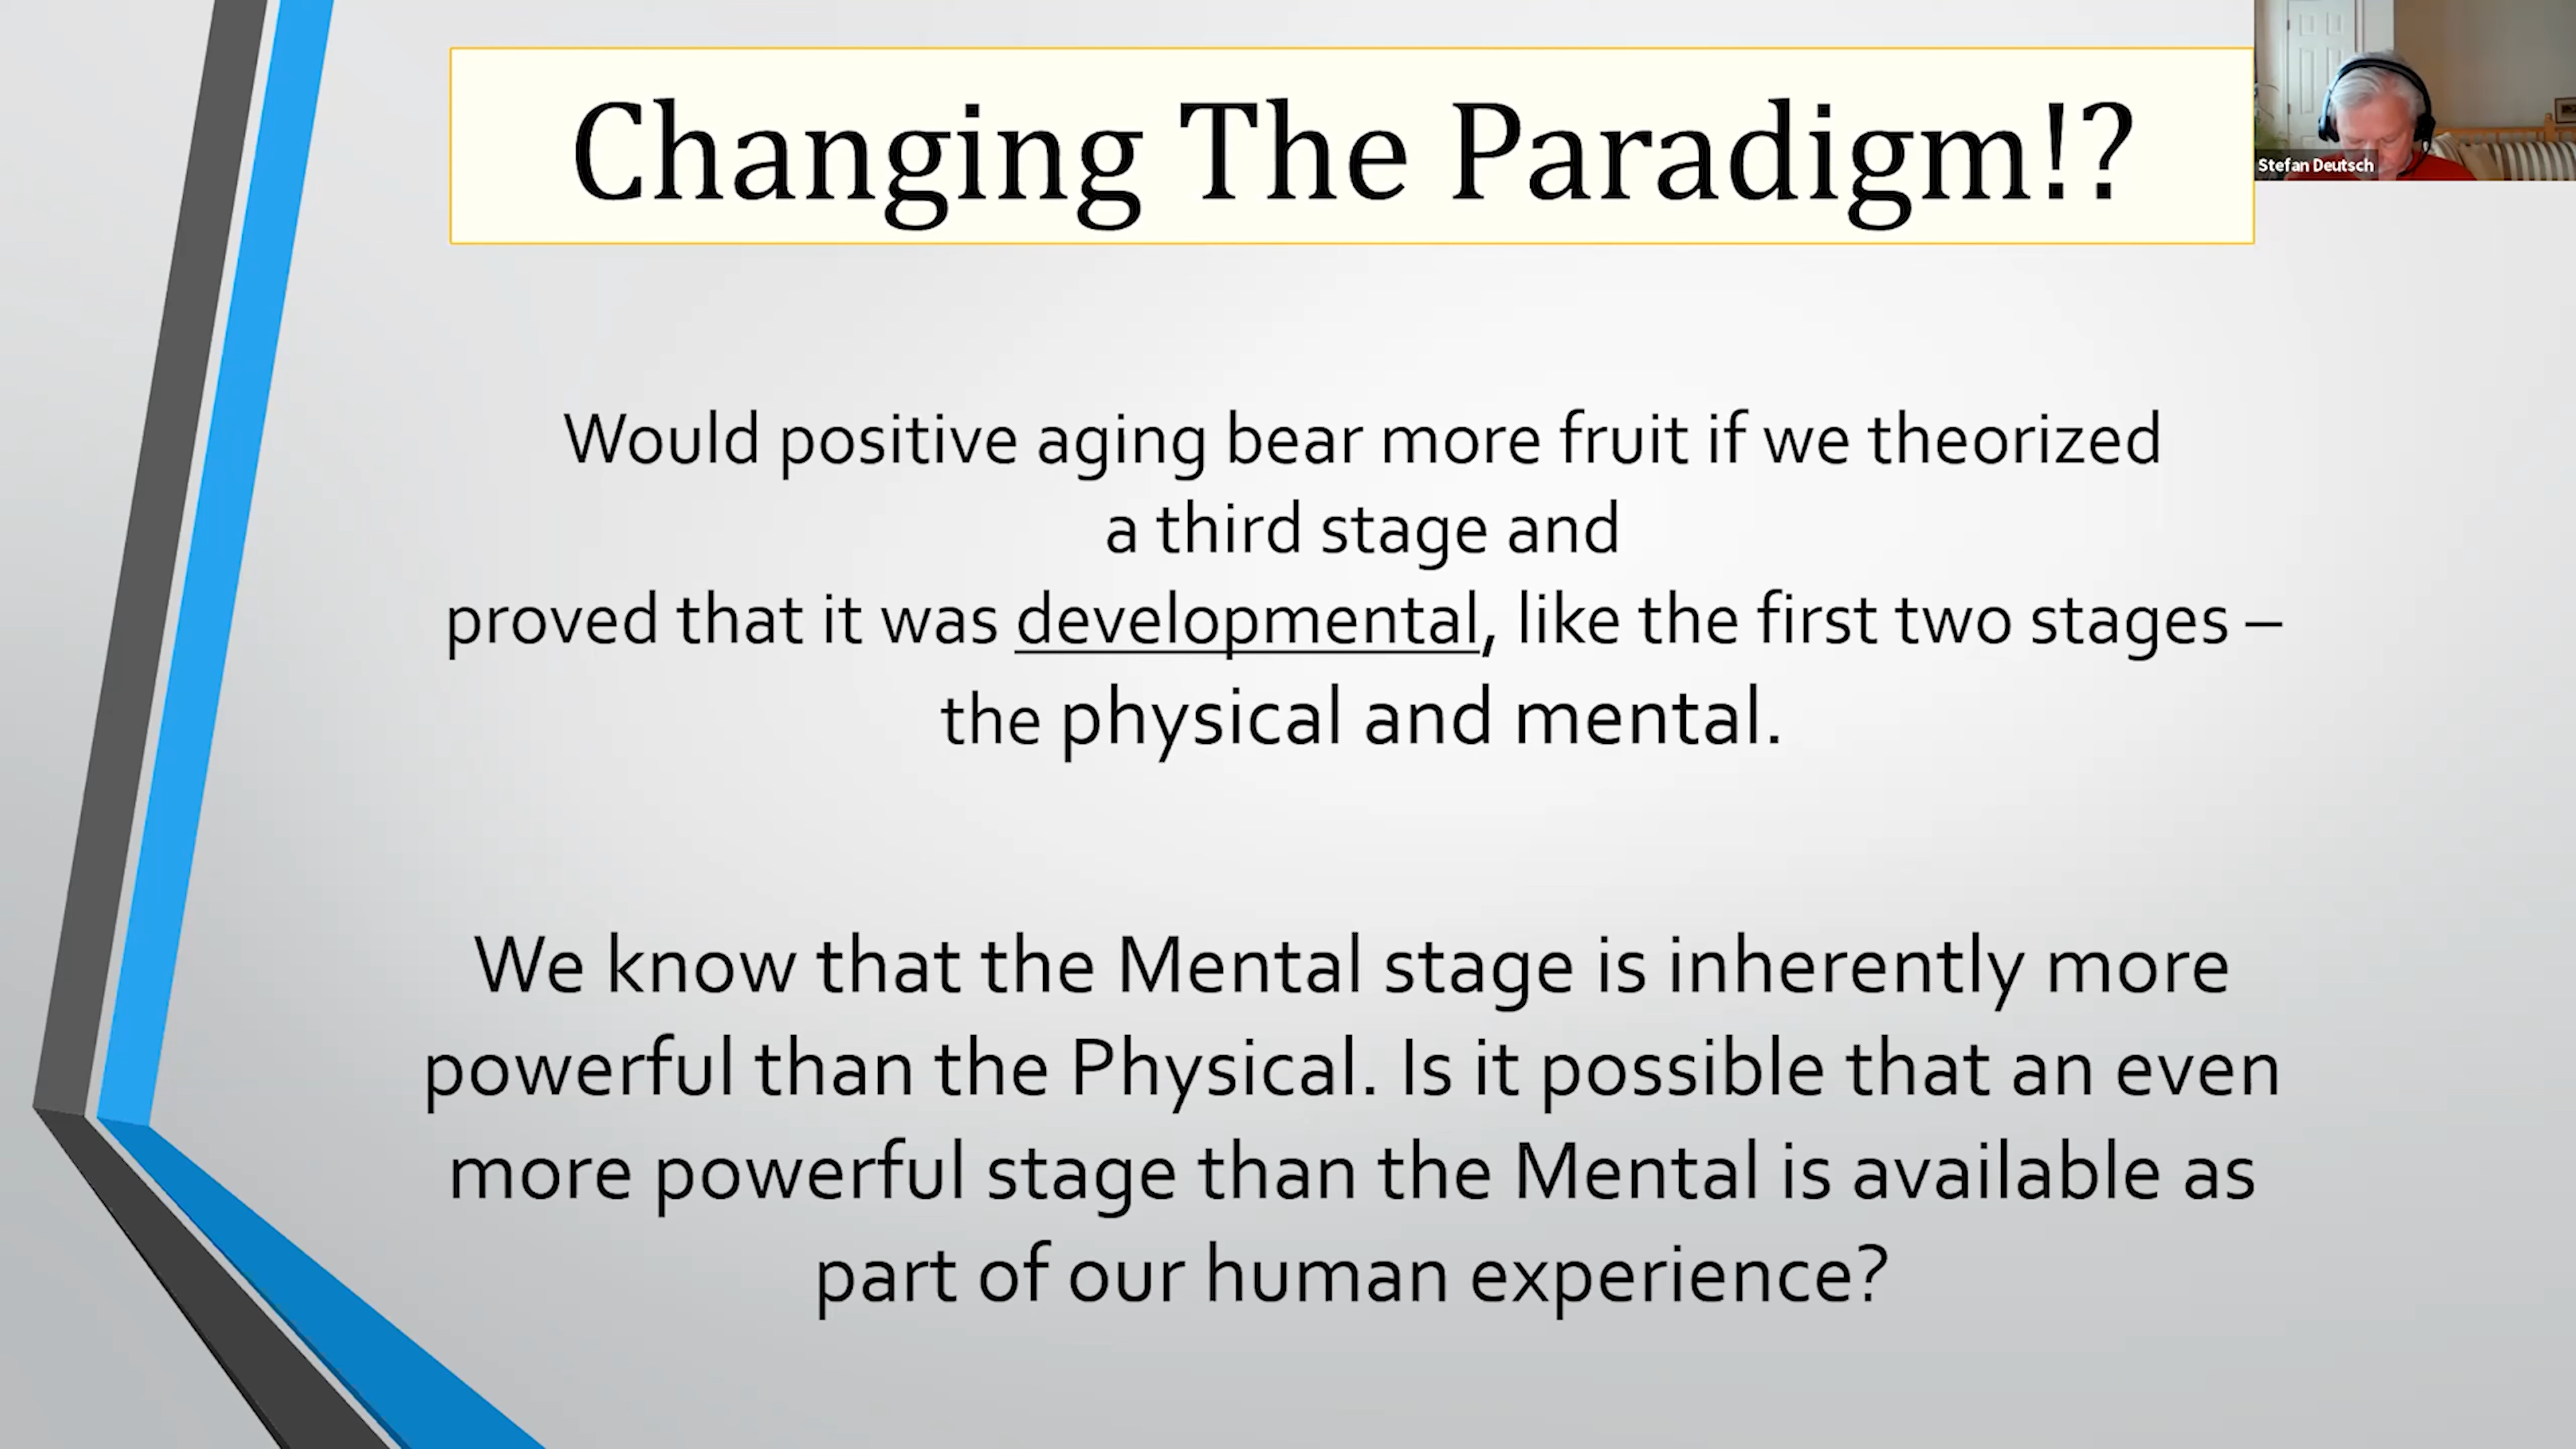 Changing The Paradigm!?
Stefan Deutsch
Would positive aging bear more fruit if we theorized
a third stage and
proved that it was developmental, like the first two stages –
the physical and mental.
We know that the Mental stage is inherently more
powerful than the Physical. Is it possible that an even
more powerful stage than the Mental is available as
part of our human experience?